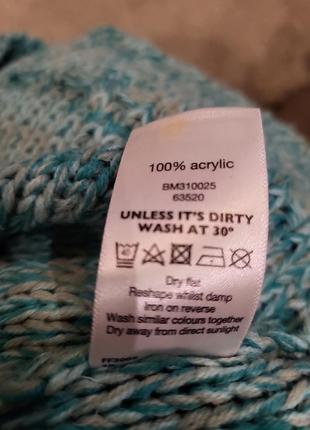 100% acrylic
BM310025
63520
UNLESS IT'S DIRTY
WASH AT 30°
40
Dry flat
Reshape whilst damp
Iron on reverse
Wash similar colours together
Dry away from direct sunlight